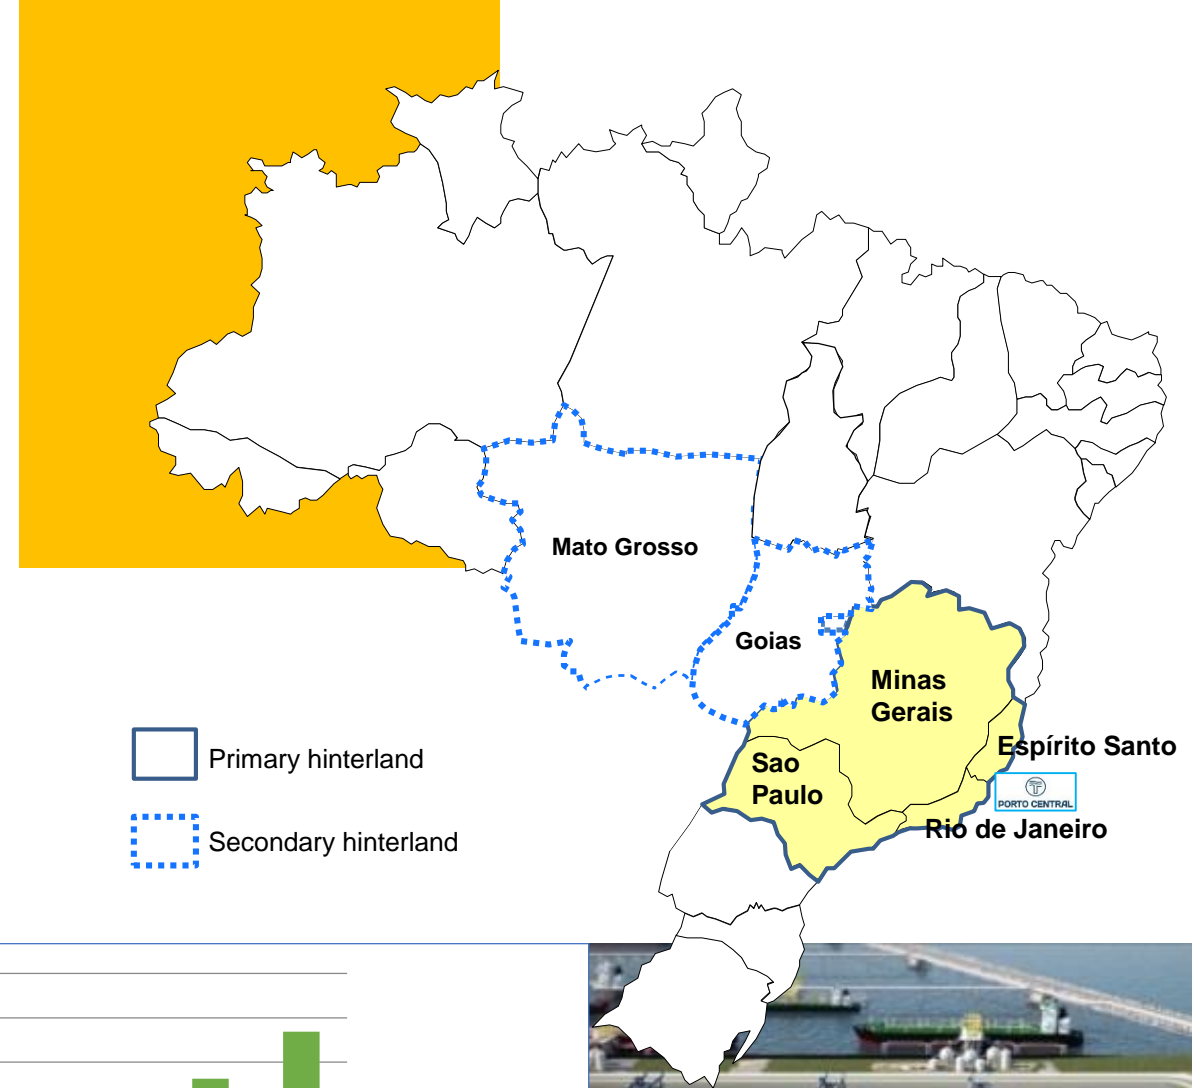 Mato Grosso
Goias
Minas
Gerais
Espírito Santo
Sao
Paulo
PORTO CENTRAL
Rio de Janeiro
Primary hinterland
Secondary hinterland